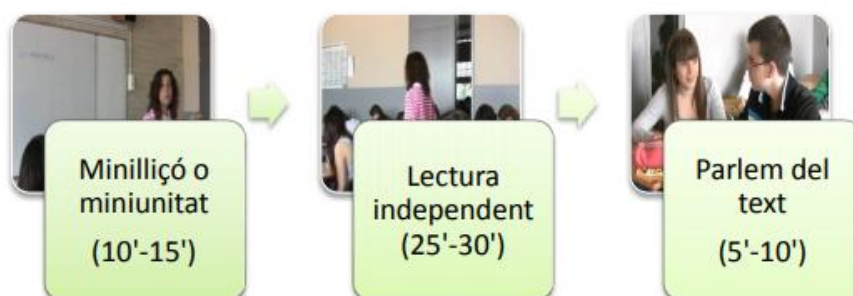 Minilliçó o
miniunitat
(10'-15')
Lectura
independent
(25'-30')
Parlem del
text
(5'-10')